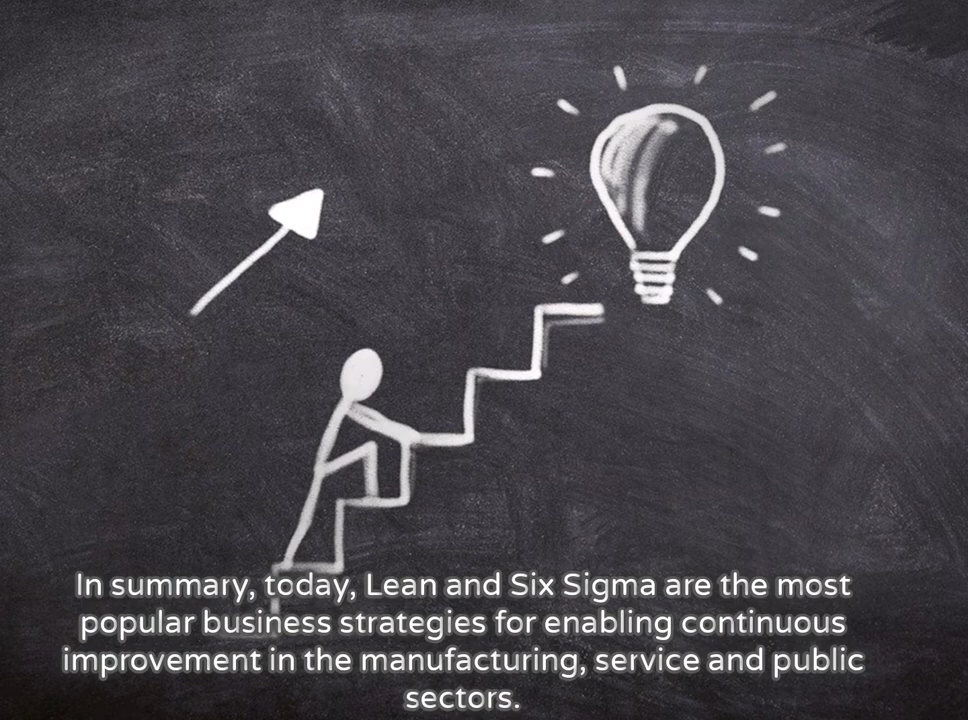 In summary, today, Lean and Six Sigma are the most
popular business strategies for enabling continuous
improvement in the manufacturing, service and public
sectors.